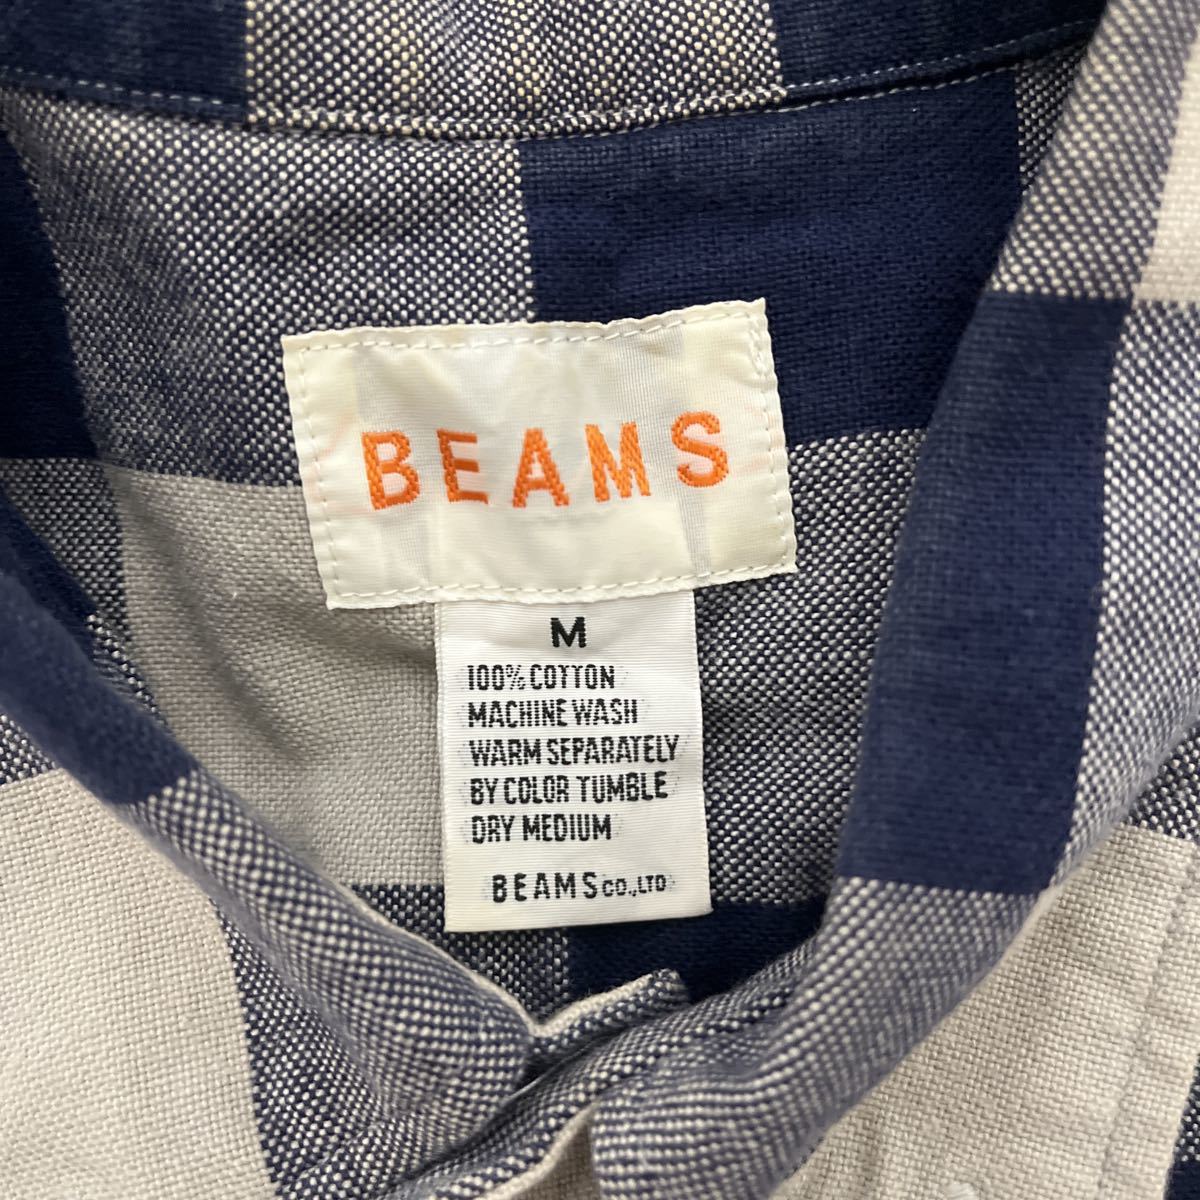 BEAMS
M
100% COTTON
MACHINE WASH
WARM SEPARATELY
BY COLOR TUMBLE
DRY MEDIUM
BEAMS CO.,LTD